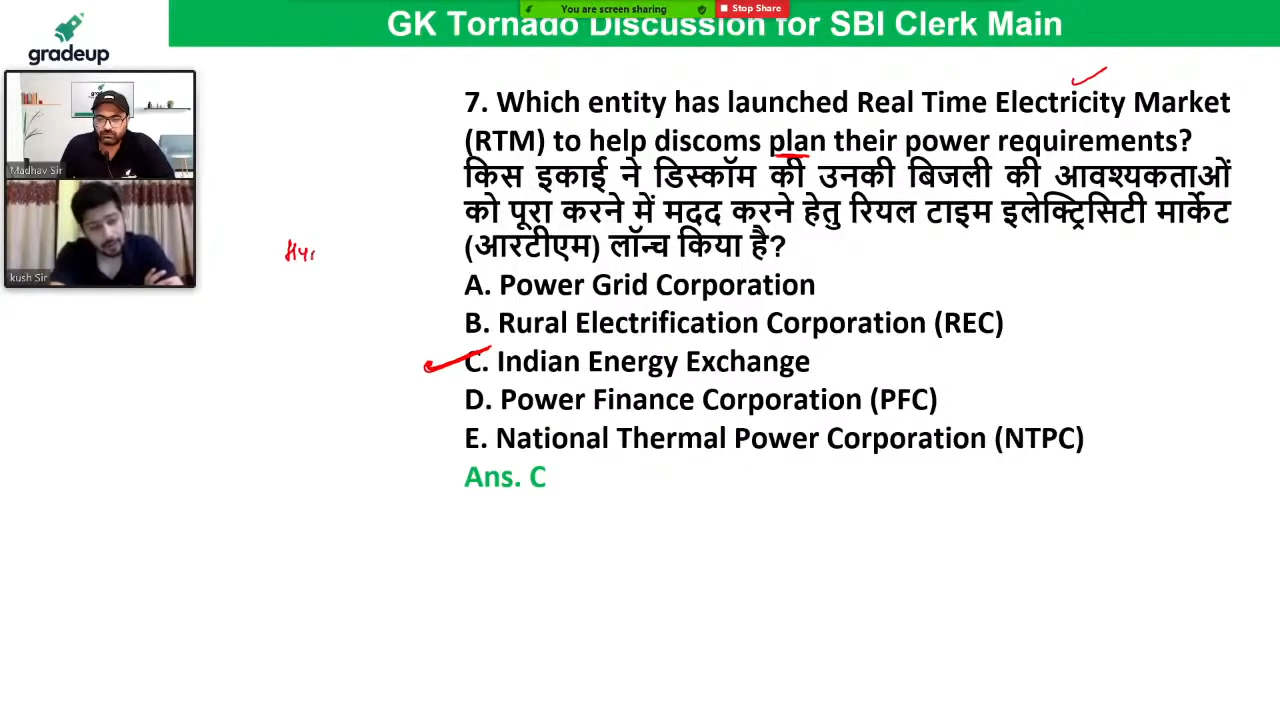 You are screen sharing
Stop Share
GK Tornado Discussion for SBI Clerk Main
gradeup
Madhav Sir
kush Sir
7. Which entity has launched Real Time Electricity Market
(RTM) to help discoms plan their power requirements?
किस इकाई ने डिस्कॉम की उनकी बिजली की आवश्यकताओं
को पूरा करने में मदद करने हेतु रियल टाइम इलेक्ट्रिसिटी मार्केट
(आरटीएम) लॉन्च किया है?
A. Power Grid Corporation
B. Rural Electrification Corporation (REC)
C. Indian Energy Exchange
D. Power Finance Corporation (PFC)
E. National Thermal Power Corporation (NTPC)
Ans. C